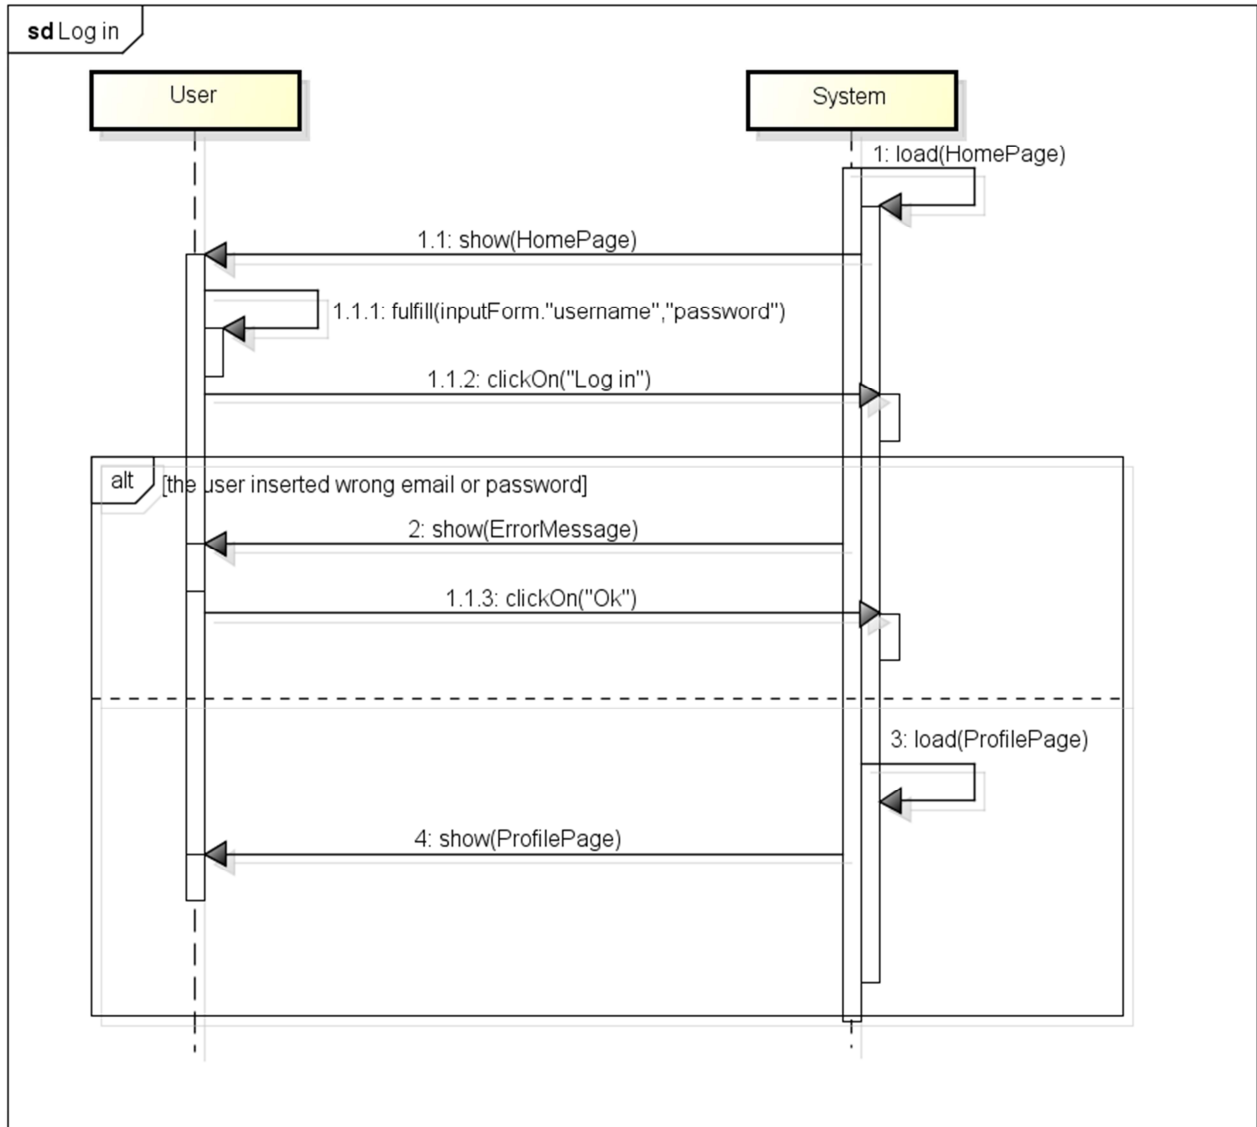 sd Log in
User
System
1: load(HomePage)
1.1: show(HomePage)
1.1.1: fulfill(inputForm."username","password")
1.1.2: clickOn("Log in")
alt
[the user inserted wrong email or password]
2: show(ErrorMessage)
1.1.3: clickOn("Ok")
3: load(ProfilePage)
4: show(ProfilePage)